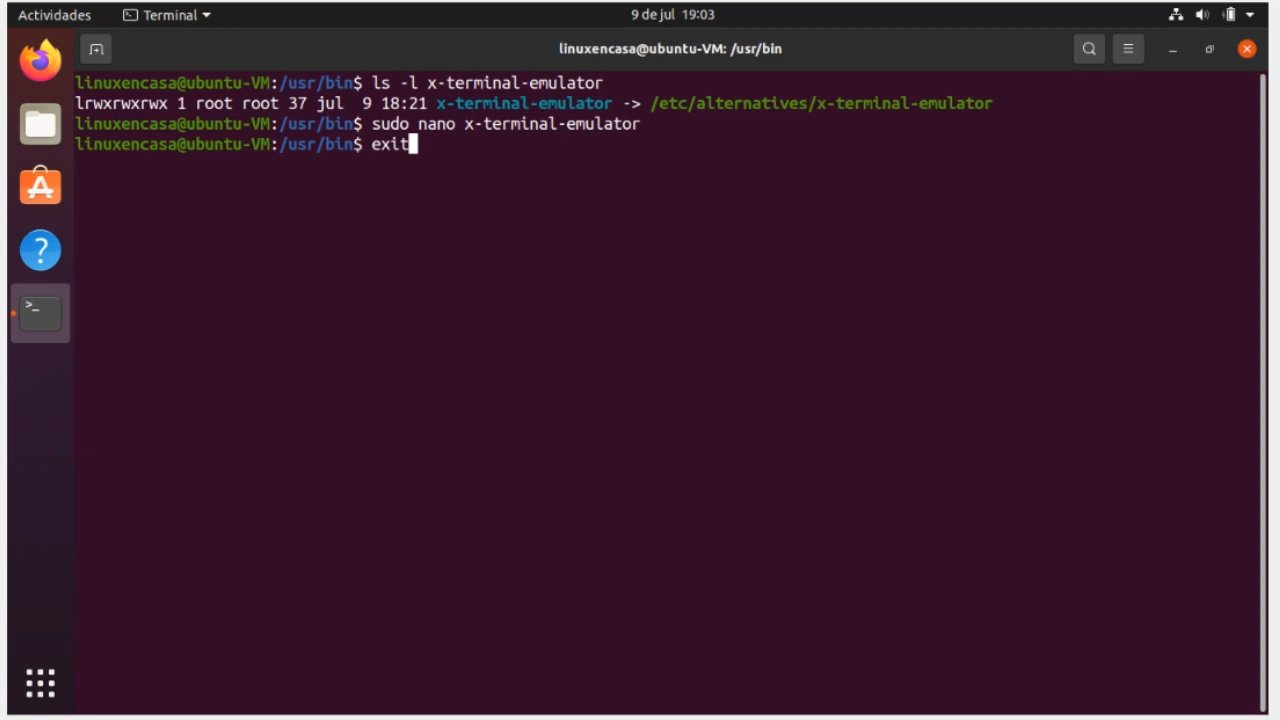 Actividades
Terminal
9 de jul 19:03
linuxencasa@ubuntu-VM: /usr/bin
linuxencasa@ubuntu-VM:/usr/bin$ ls -l x-terminal-emulator
lrwxrwxrwx 1 root root 37 jul  9 18:21 x-terminal-emulator -> /etc/alternatives/x-terminal-emulator
linuxencasa@ubuntu-VM:/usr/bin$ sudo nano x-terminal-emulator
linuxencasa@ubuntu-VM:/usr/bin$ exit